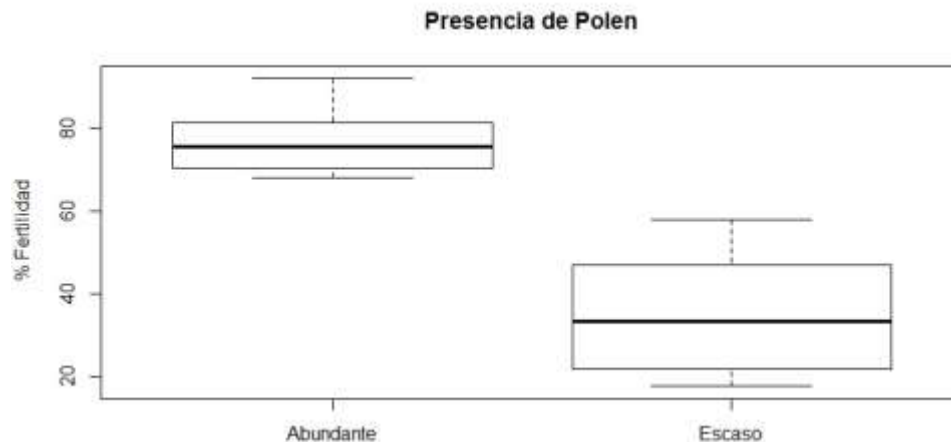 Presencia de Polen
% Fertilidad
80
60
40
20
Abundante
Escaso